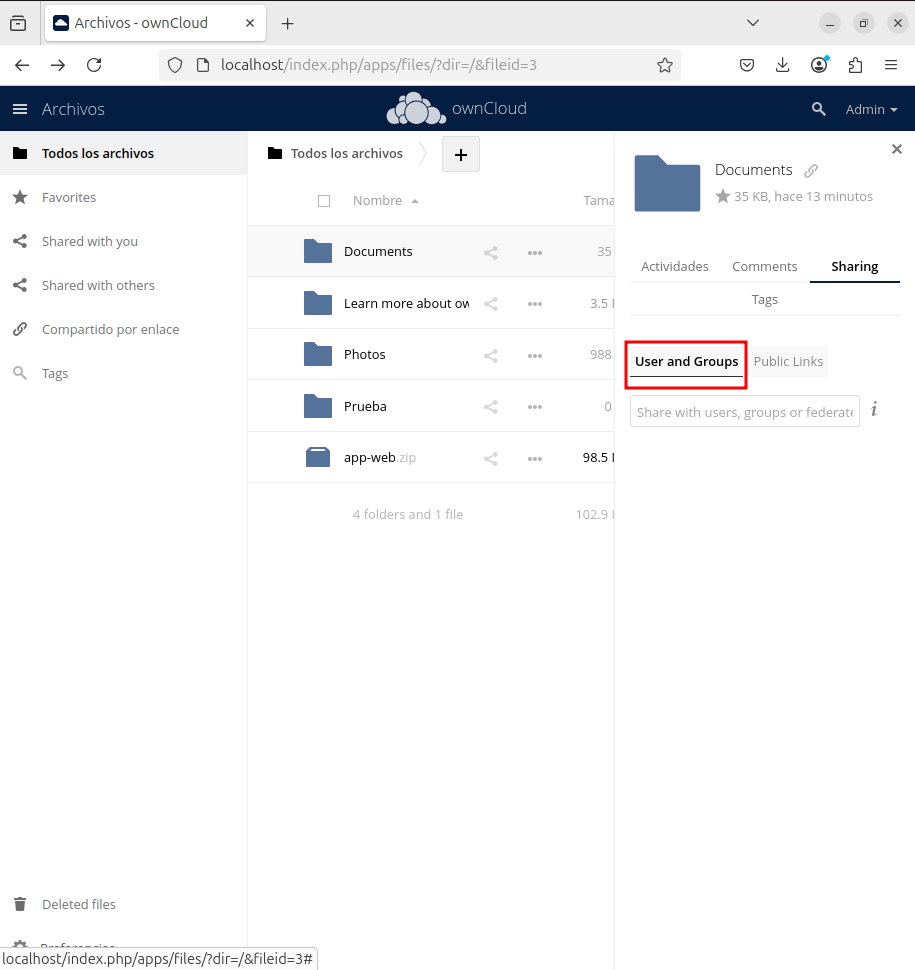 Archivos - ownCloud
localhost/index.php/apps/files/?dir=/&fileid=3
Archivos
ownCloud
Admin
Todos los archivos
Favorites
Shared with you
Shared with others
Compartido por enlace
Tags
Deleted files
Todos los archivos
+
Nombre
Tama
Documents
35
Learn more about ow
3.5
Photos
988
Prueba
0
app-web.zip
98.5
4 folders and 1 file
102.9
Documents
35 KB, hace 13 minutos
Actividades Comments Sharing
Tags
User and Groups Public Links
Share with users, groups or federate
i
localhost/index.php/apps/files/?dir=/&fileid=3#